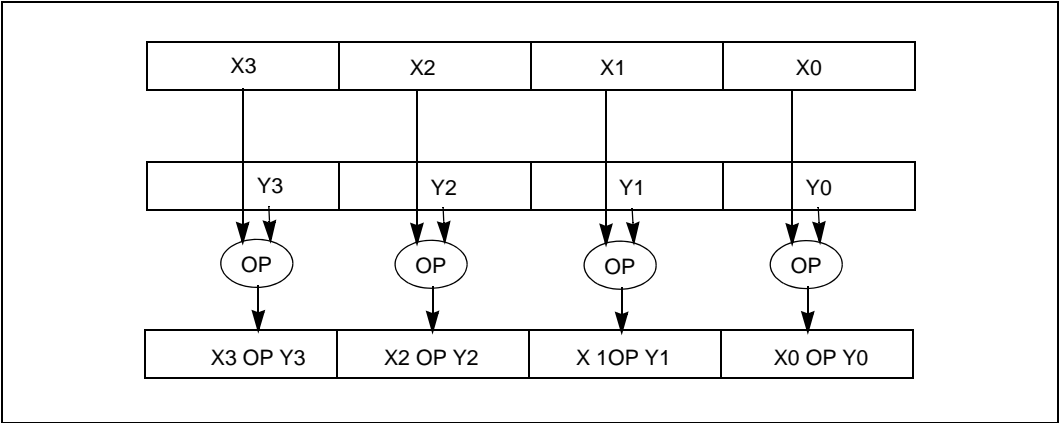 X3 X2 X1 X0
Y3 Y2 Y1 Y0
OP OP OP OP
X3 OP Y3 X2 OP Y2 X 1OP Y1 X0 OP Y0